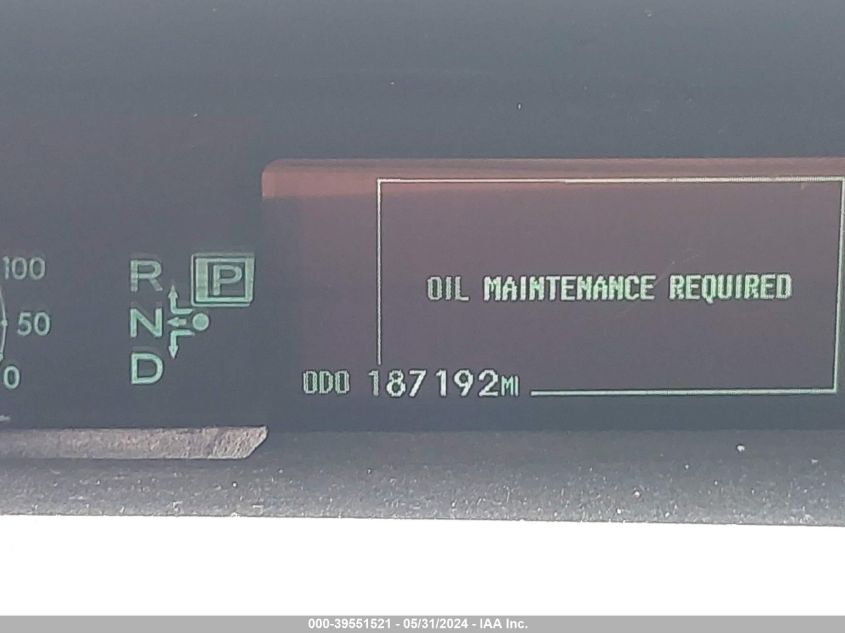 100
50
0
R P
N
D
OIL MAINTENANCE REQUIRED
ODO 187192MI
000-39551521 - 05/31/2024 - IAA Inc.